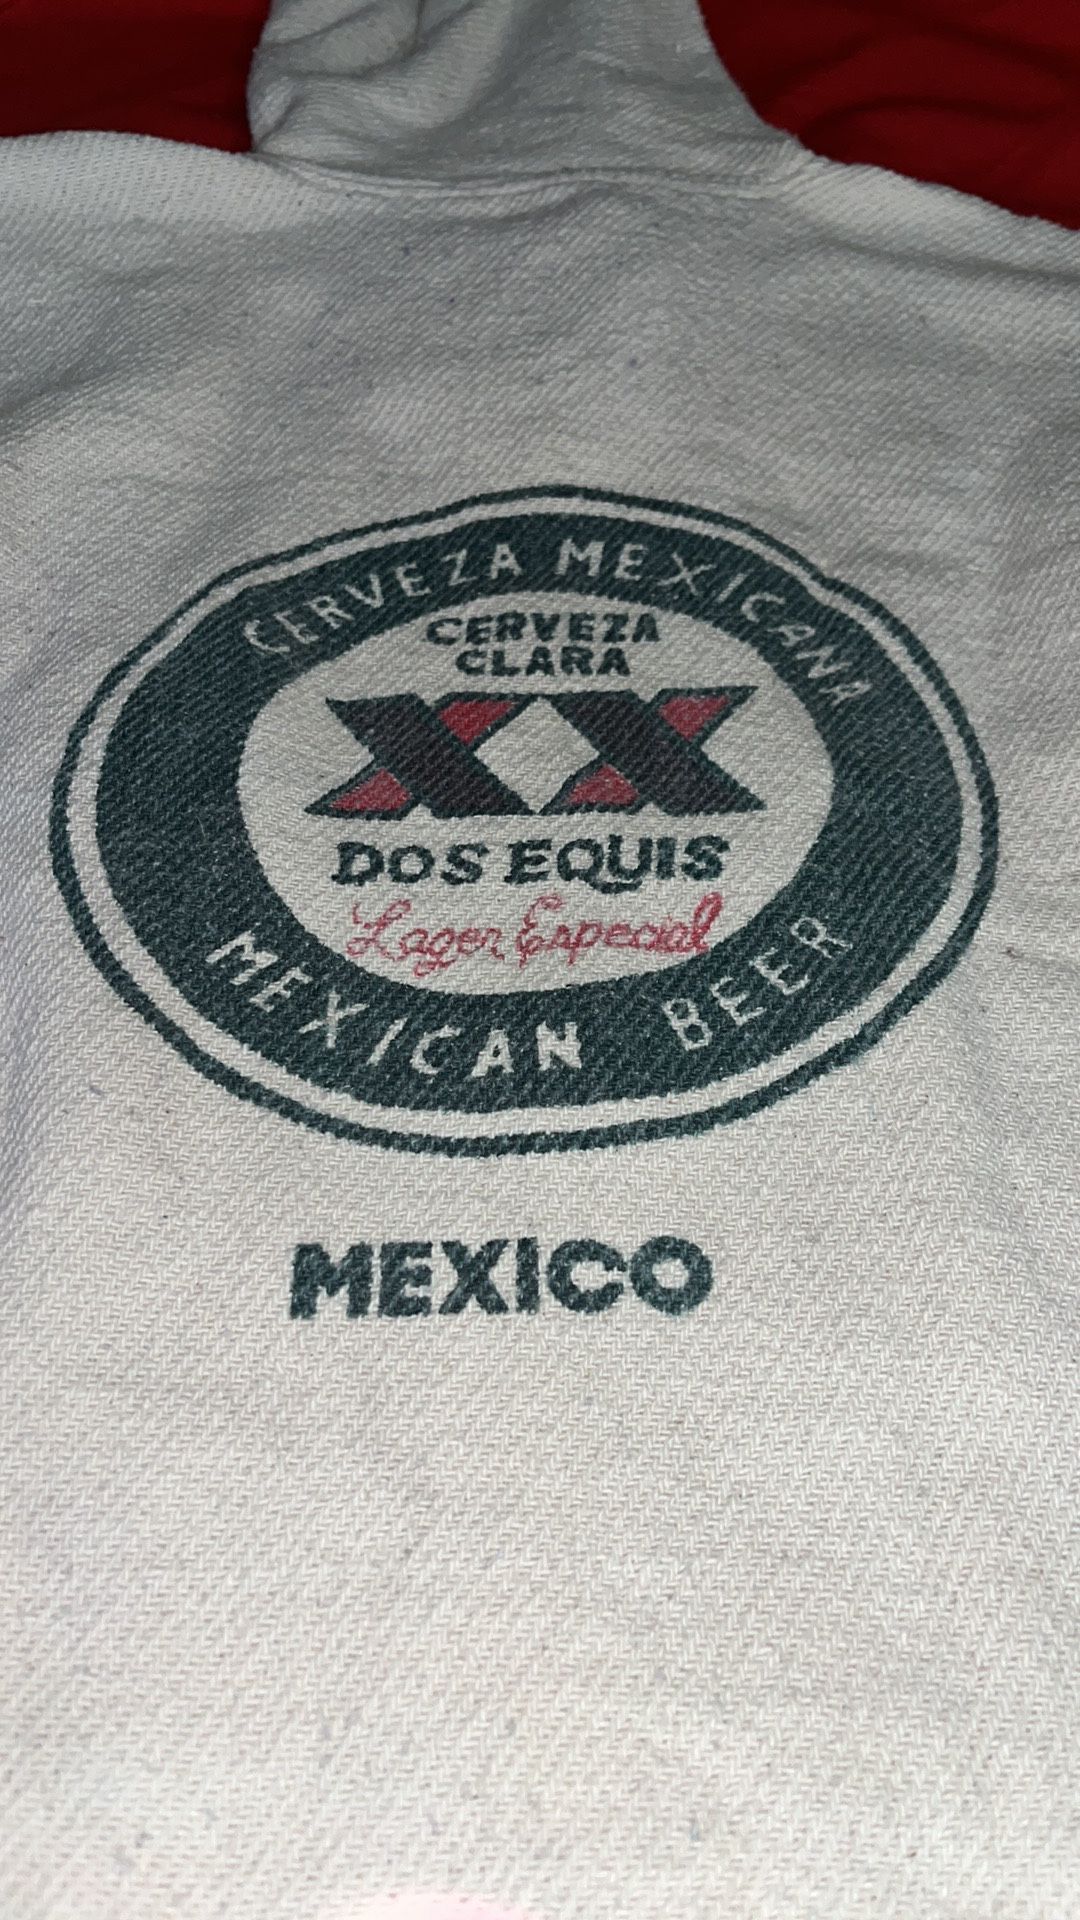 CERVEZA MEXICANA
CERVEZA
CLARA
XX
DOS EQUIS
Lager Especial
MEXICAN BEER
MEXICO